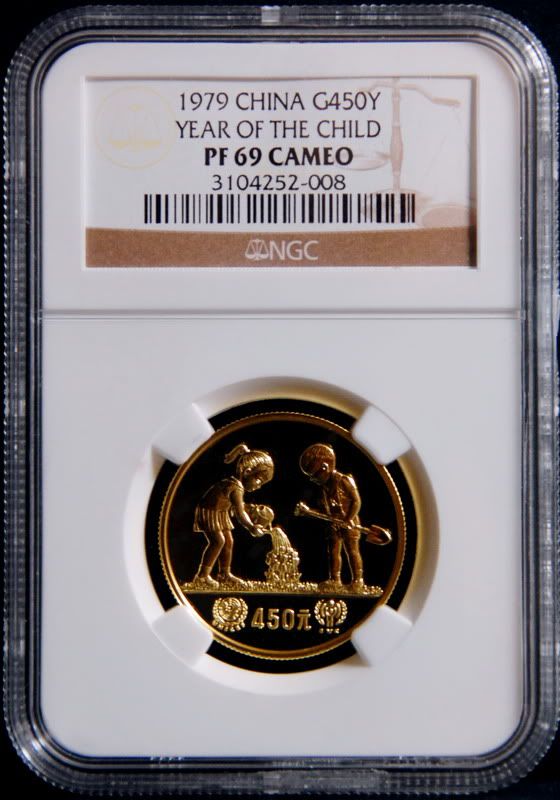 1979 CHINA G450Y
YEAR OF THE CHILD
PF 69 CAMEO
3104252-008
NGC
450元